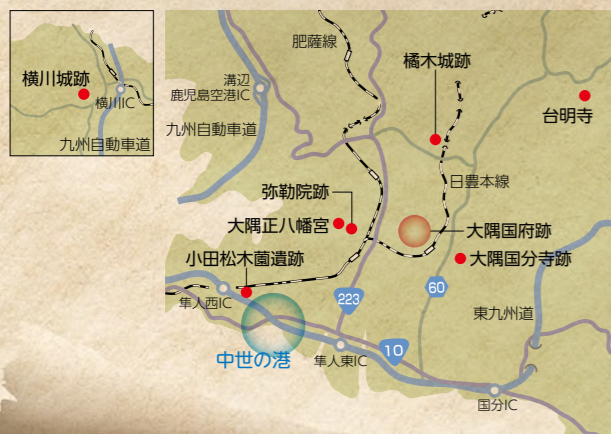 横川城跡
横川IC
九州自動車道
肥薩線
溝辺
鹿児島空港IC
九州自動車道
橘木城跡
台明寺
日豊本線
弥勒院跡
大隅正八幡宮
大隅国府跡
小田松木薗遺跡
大隅国分寺跡
隼人西IC
223
60
東九州道
中世の港
隼人東IC
10
国分IC